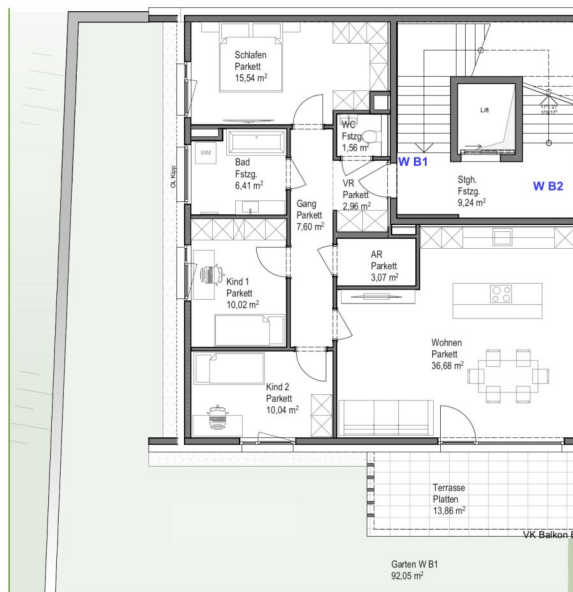 Schlafen
Parkett
15,54 m²
WC
Fstzg.
1,56 m²
Lift
17 / 27
W B1
W B2
WM
Bad
Fstzg.
6,41 m²
VR
Parkett
2,96 m²
Stgh.
Fstzg.
9,24 m²
OL Kipp
Gang
Parkett
7,60 m²
AR
Parkett
3,07 m²
Kind 1
Parkett
10,02 m²
Wohnen
Parkett
36,68 m²
Kind 2
Parkett
10,04 m²
Terrasse
Platten
13,86 m²
VK Balkon
Garten W B1
92,05 m²